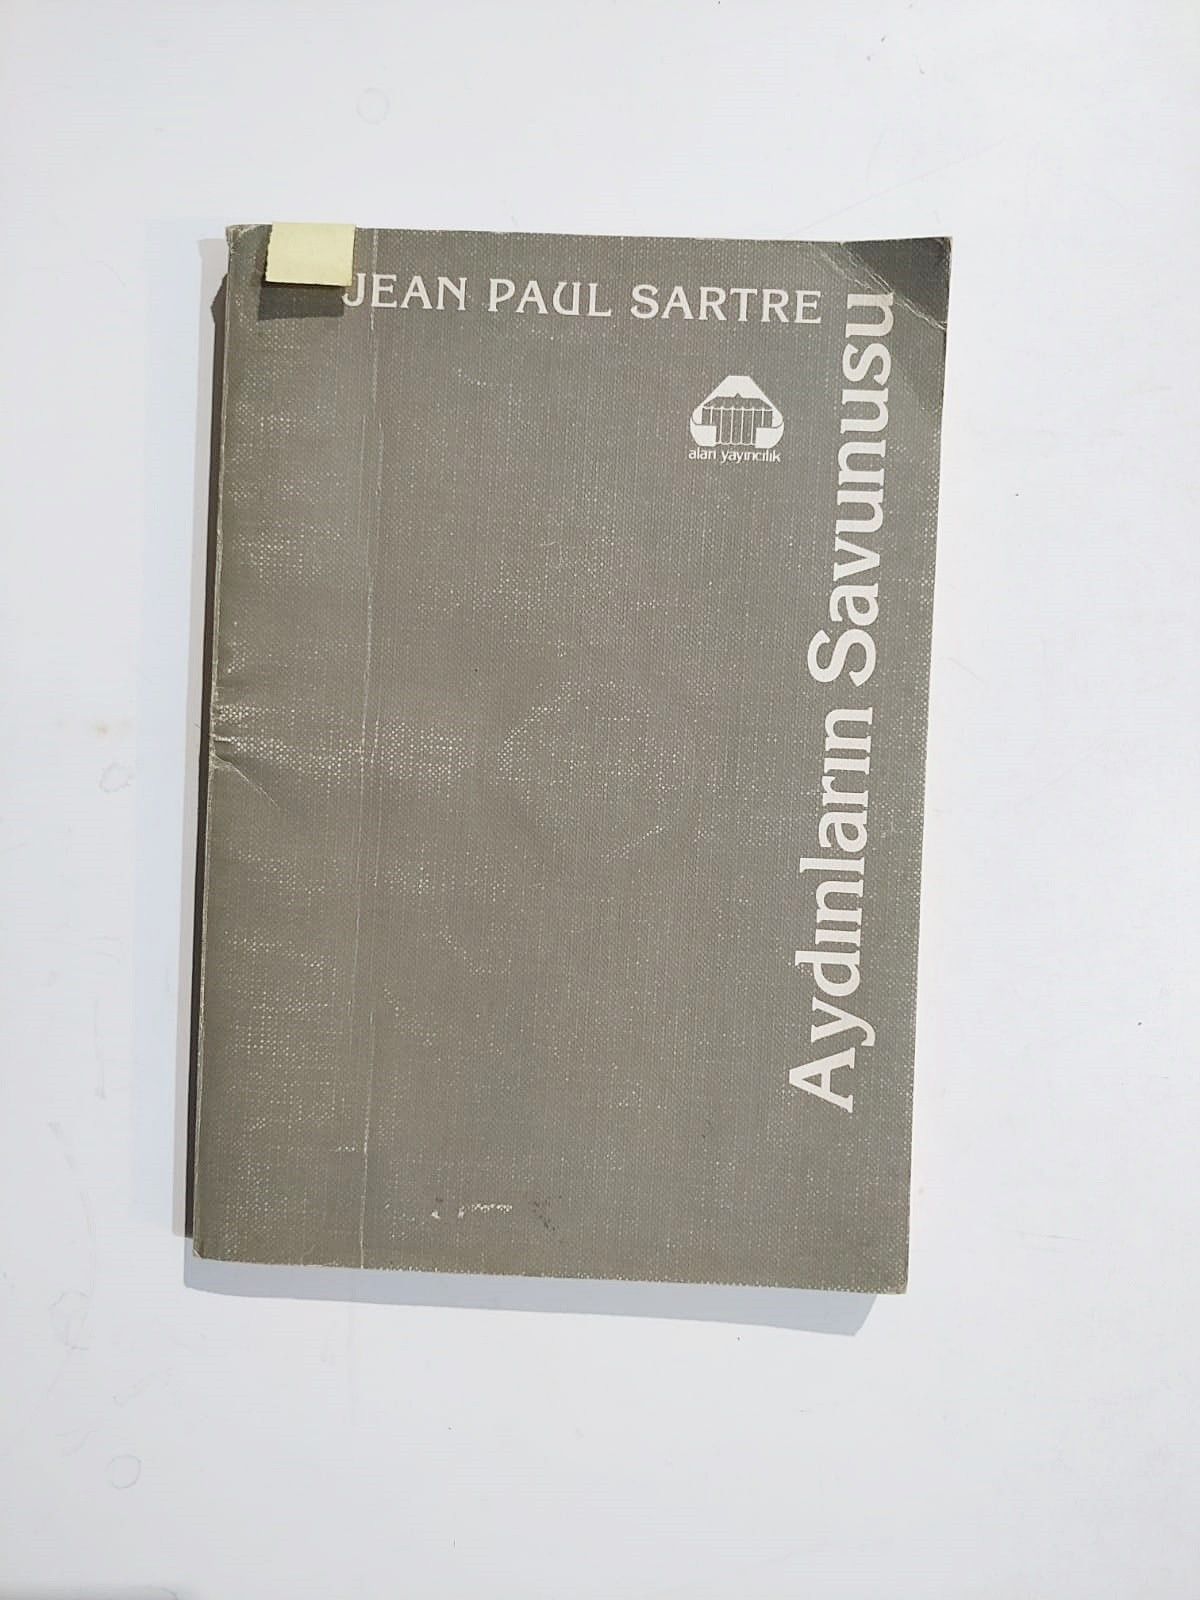 JEAN PAUL SARTRE
alan yayıncılık
Aydınların Savunusu